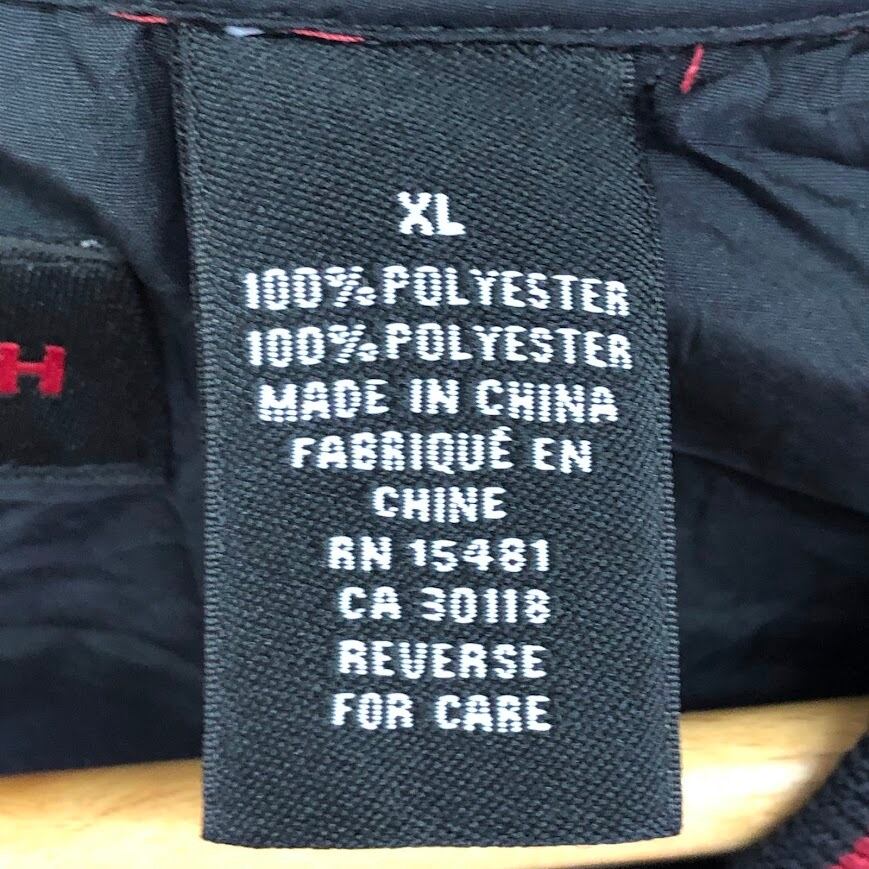 XL
100% POLYESTER
100% POLYESTER
MADE IN CHINA
FABRIQUÉ EN
CHINE
RN 15481
CA 30118
REVERSE
FOR CARE
H